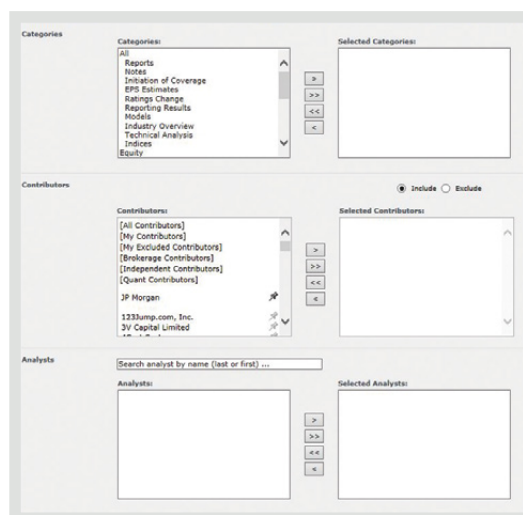 Categories
Categories:
Selected Categories:
All
Reports
Notes
Initiation of Coverage
EPS Estimates
Ratings Change
Reporting Results
Models
Industry Overview
Technical Analysis
Indices
Equity
>
>>
<<
<
Contributors
Include
Exclude
Contributors:
Selected Contributors:
[All Contributors]
[My Contributors]
[My Excluded Contributors]
[Brokerage Contributors]
[Independent Contributors]
[Quant Contributors]
JP Morgan
123Jump.com, Inc.
3V Capital Limited
>
>>
<<
<
Analysts
Search analyst by name (last or first) ...
Analysts:
Selected Analysts:
>
>>
<<
<